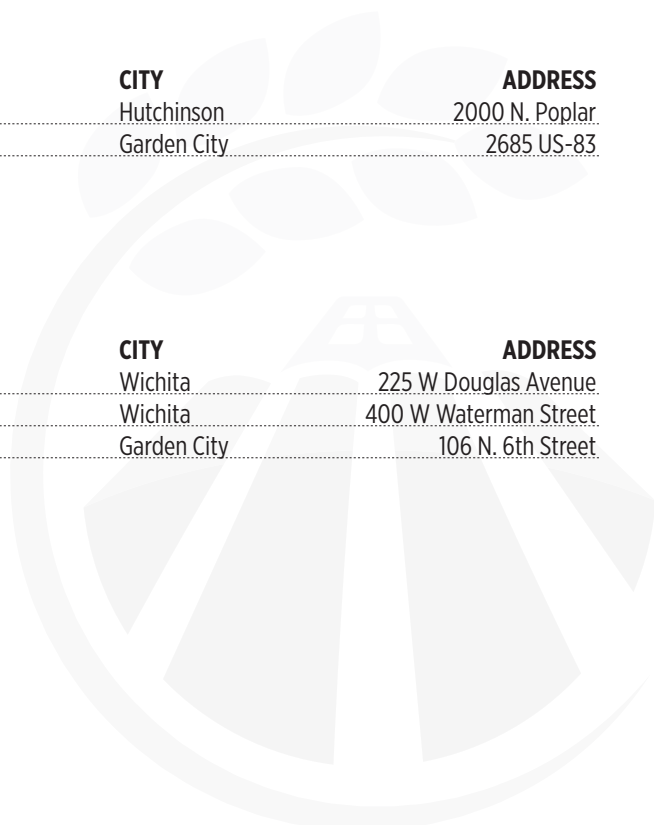 CITY ADDRESS
Hutchinson 2000 N. Poplar
Garden City 2685 US-83
CITY ADDRESS
Wichita 225 W Douglas Avenue
Wichita 400 W Waterman Street
Garden City 106 N. 6th Street